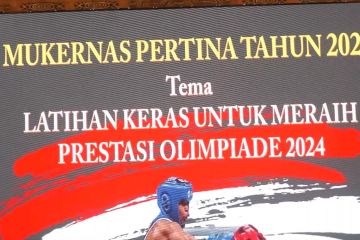 MUKERNAS PERTINA TAHUN 202
Tema
LATIHAN KERAS UNTUK MERAIH
PRESTASI OLIMPIADE 2024